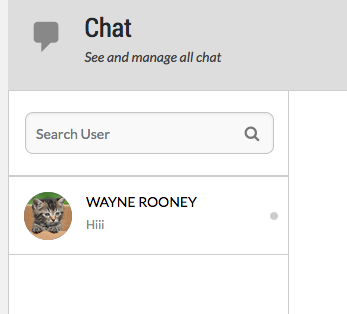 Chat
See and manage all chat
Search User
WAYNE ROONEY
Hiii